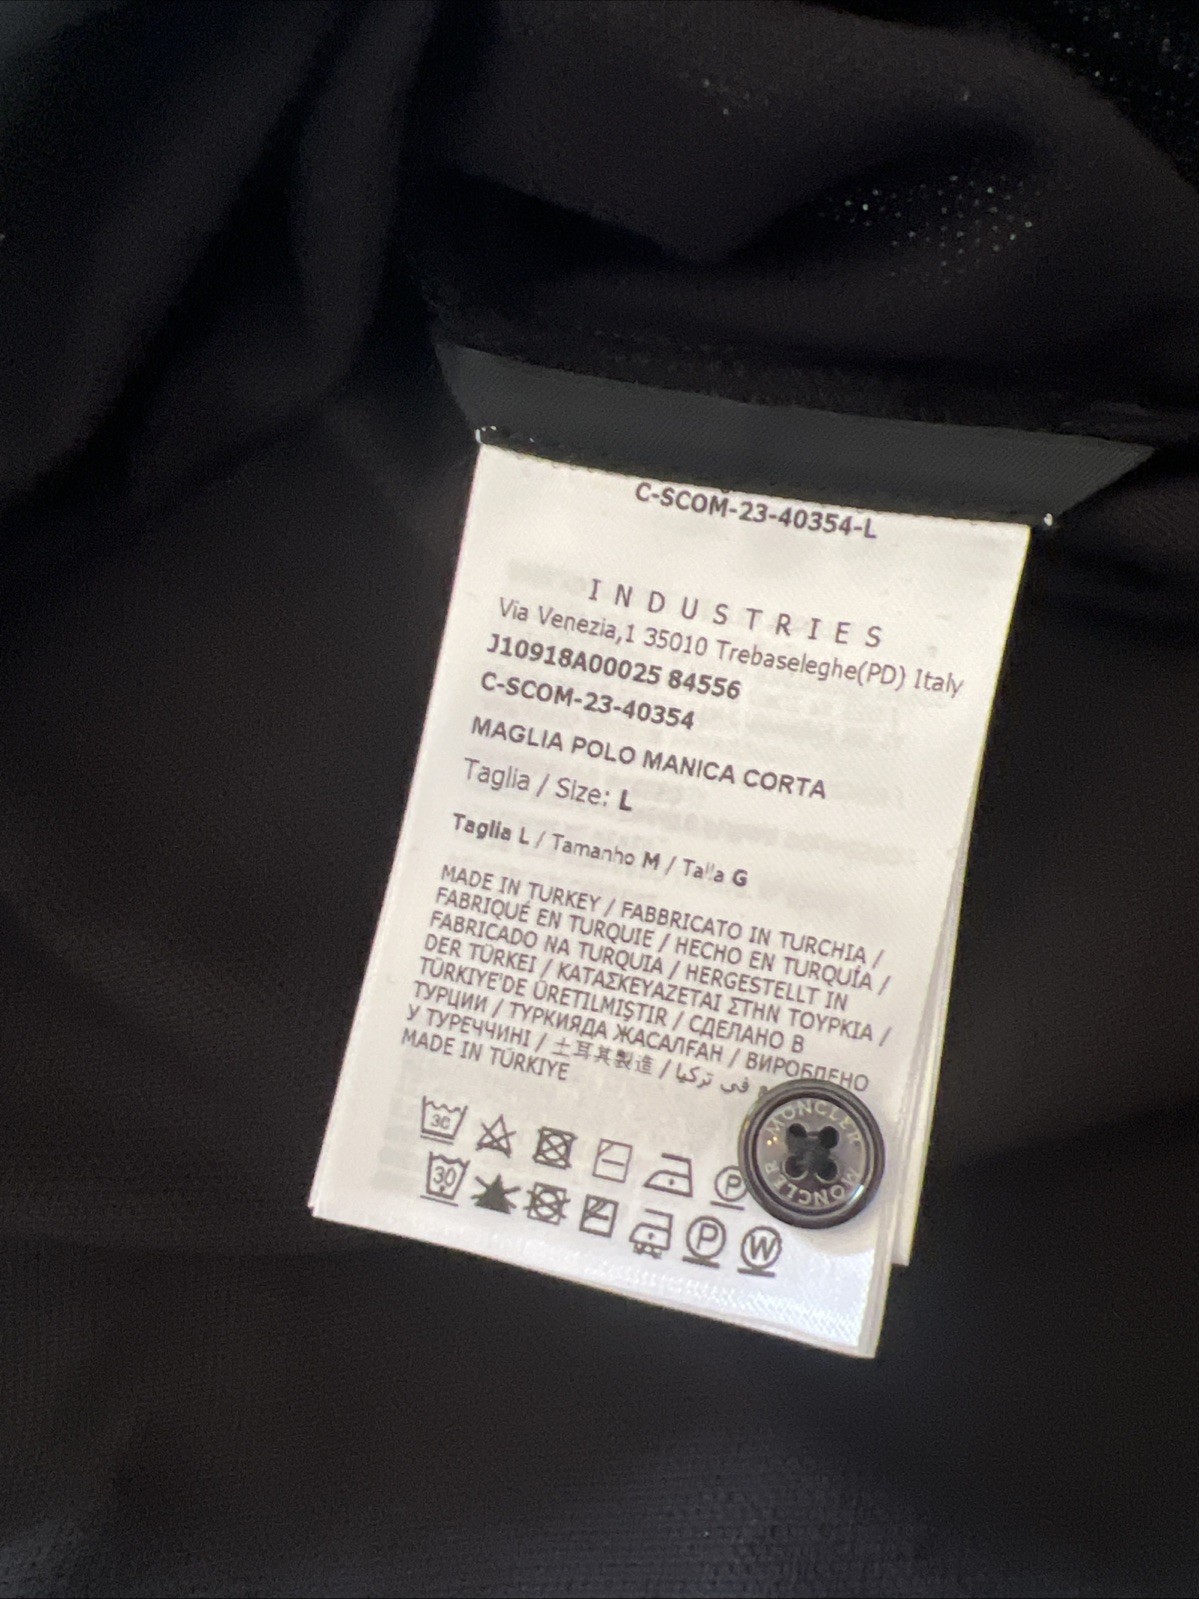 C-SCOM-23-40354-L
INDUSTRIES
Via Venezia,1 35010 Trebaseleghe(PD) Italy
J10918A00025 84556
C-SCOM-23-40354
MAGLIA POLO MANICA CORTA
Taglia / Size: L
Taglia L / Tamanho M / Talla G
MADE IN TURKEY / FABBRICATO IN TURCHIA /
FABRIQUÉ EN TURQUIE / HECHO EN TURQUÍA /
FABRICADO NA TURQUIA / HERGESTELLT IN
DER TÜRKEI / ΚΑΤΑΣΚΕΥΑΖΕΤΑΙ ΣΤΗΝ ΤΟΥΡΚΙΑ /
TÜRKIYE'DE ÜRETILMIŞTIR / СДЕЛАНО В
ТУРЦИИ / ТҮРКИЯДА ЖАСАЛҒАН / ВИРОБЛЕНО
У ТУРЕЧЧИНІ / 土耳其製造 / في تركيا
MADE IN TÜRKIYE
30 P
30 P W
MONCLER MONCLER